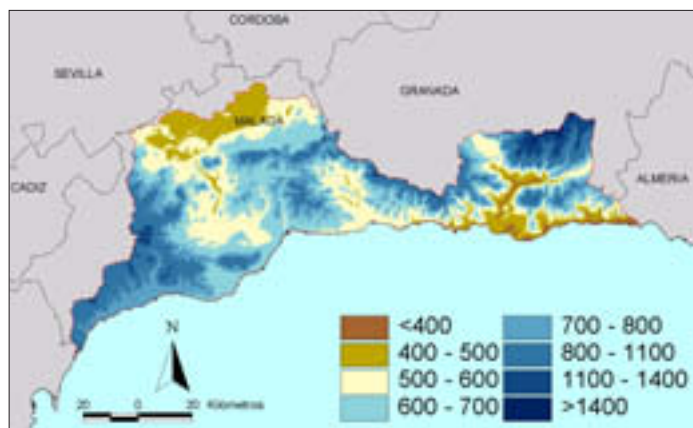 CORDOBA
SEVILLA
GRANADA
MALAGA
ALMERIA
CADIZ
N
<400
400 - 500
500 - 600
600 - 700
700 - 800
800 - 1100
1100 - 1400
>1400
20 0 20 Kilometros